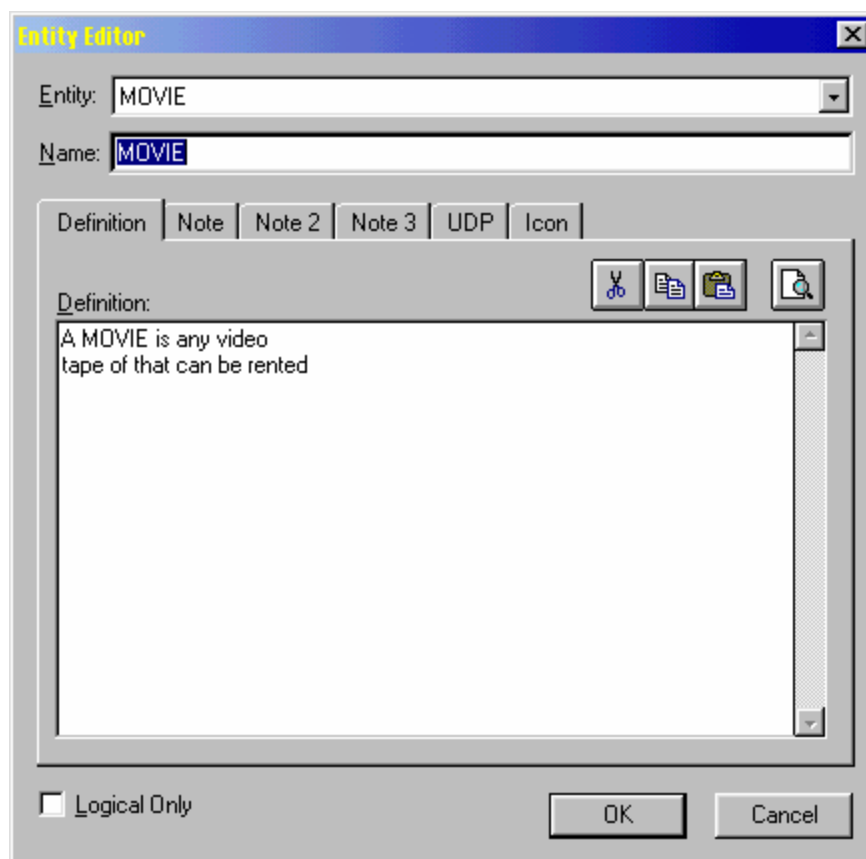 Entity Editor
Entity: MOVIE
Name: MOVIE
Definition Note Note 2 Note 3 UDP Icon
Definition:
A MOVIE is any video
tape of that can be rented
Logical Only OK Cancel